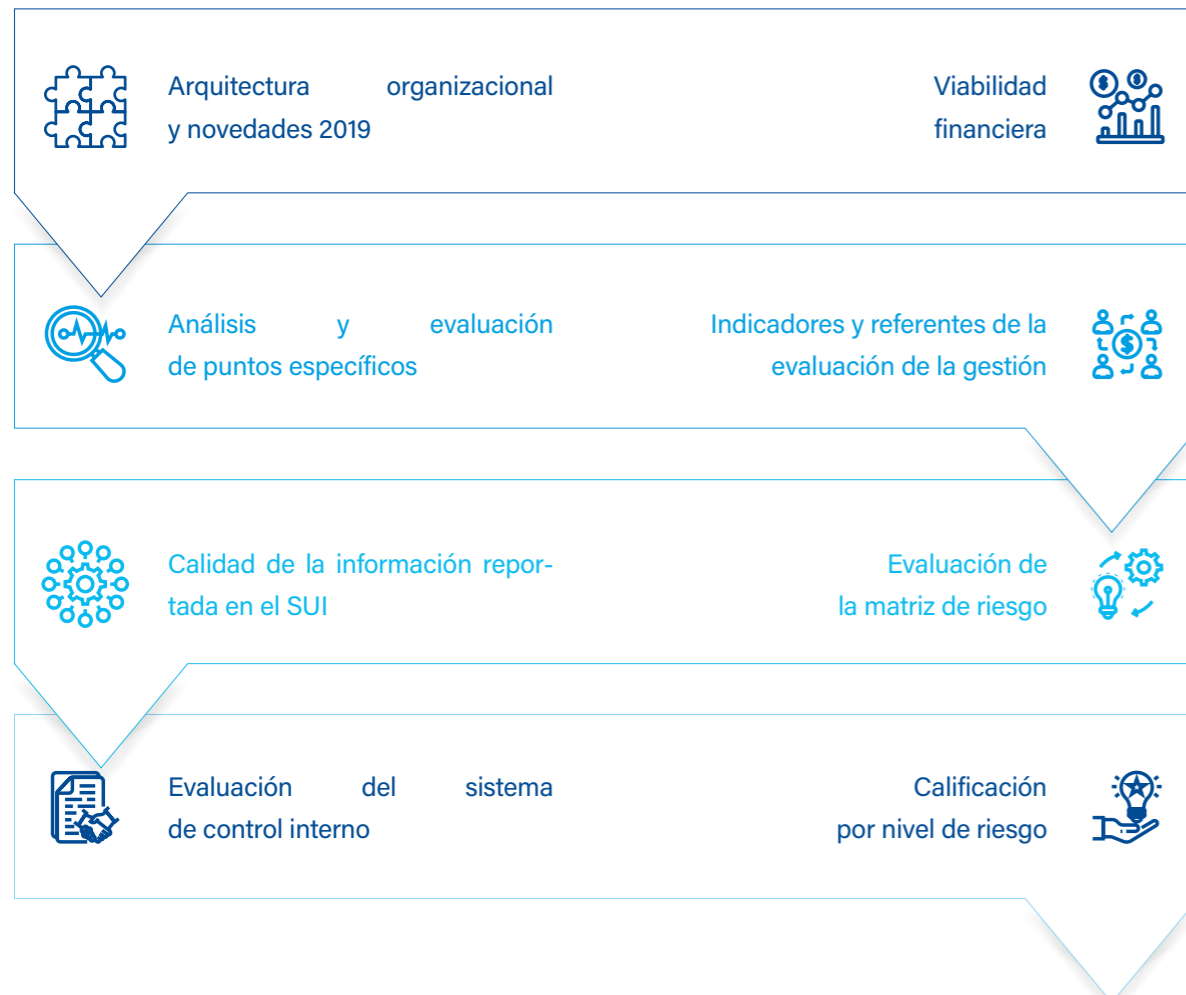 Arquitectura organizacional
y novedades 2019
Viabilidad
financiera
Análisis y evaluación
de puntos específicos
Indicadores y referentes de la
evaluación de la gestión
Calidad de la información repor-
tada en el SUI
Evaluación de
la matriz de riesgo
Evaluación del sistema
de control interno
Calificación
por nivel de riesgo